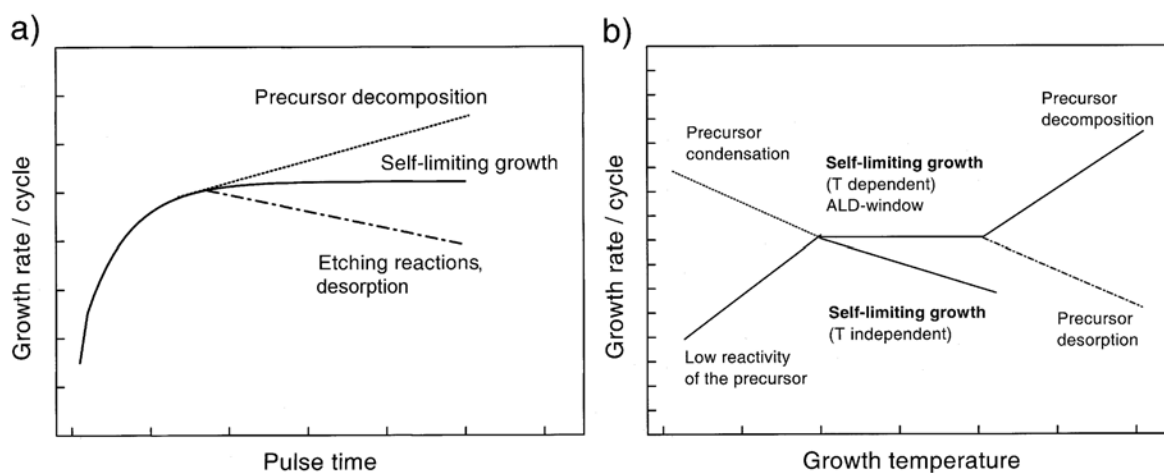 a)
Precursor decomposition
Self-limiting growth
Etching reactions,
desorption
Growth rate / cycle
Pulse time
b)
Precursor
decomposition
Precursor
condensation
Self-limiting growth
(T dependent)
ALD-window
Self-limiting growth
(T independent)
Precursor
desorption
Low reactivity
of the precursor
Growth rate / cycle
Growth temperature